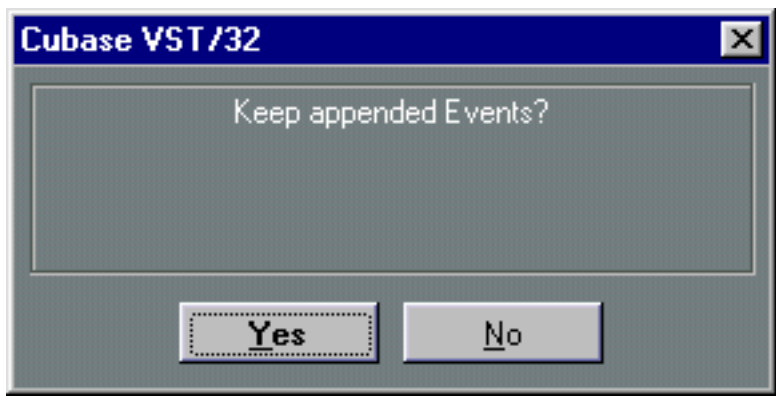 Cubase VST/32
Keep appended Events?
Yes No